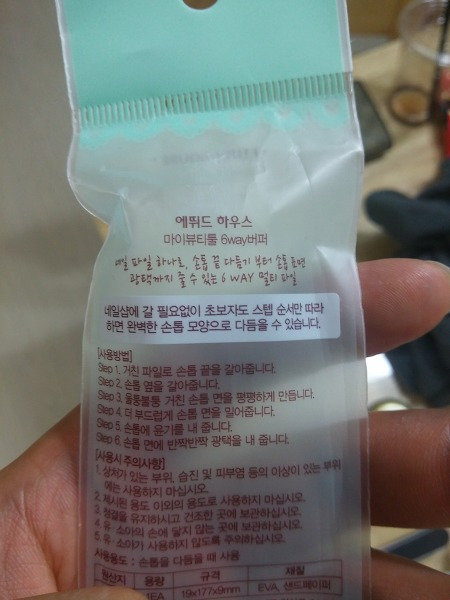 에뛰드 하우스
마이뷰티툴 6way버퍼
네일 파일 하나로, 손톱 끝 다듬기 부터 손톱 표면
광택까지 줄 수 있는 6 WAY 멀티 파일
네일샵에 갈 필요없이 초보자도 스텝 순서만 따라
하면 완벽한 손톱 모양으로 다듬을 수 있습니다.
[사용방법]
Step 1. 거친 파일로 손톱 끝을 갈아줍니다.
Step 2. 손톱 옆을 갈아줍니다.
Step 3. 울퉁불퉁 거친 손톱 면을 평평하게 만듭니다.
Step 4. 더 부드럽게 손톱 면을 밀어줍니다.
Step 5. 손톱에 윤기를 내 줍니다.
Step 6. 손톱 면에 반짝반짝 광택을 내 줍니다.
[사용시 주의사항]
1. 상처가 있는 부위, 습진 및 피부염 등의 이상이 있는 부위
에는 사용하지 마십시오.
2. 제시된 용도 이외의 용도로 사용하지 마십시오.
3. 청결을 유지하시고 건조한 곳에 보관하십시오.
4. 유·소아의 손에 닿지 않는 곳에 보관하십시오.
5. 유·소아가 사용하지 않도록 주의하십시오.
사용용도 : 손톱을 다듬을 때 사용
원산지 용량 규격 재질
1EA 19x177x9mm EVA, 샌드페이퍼